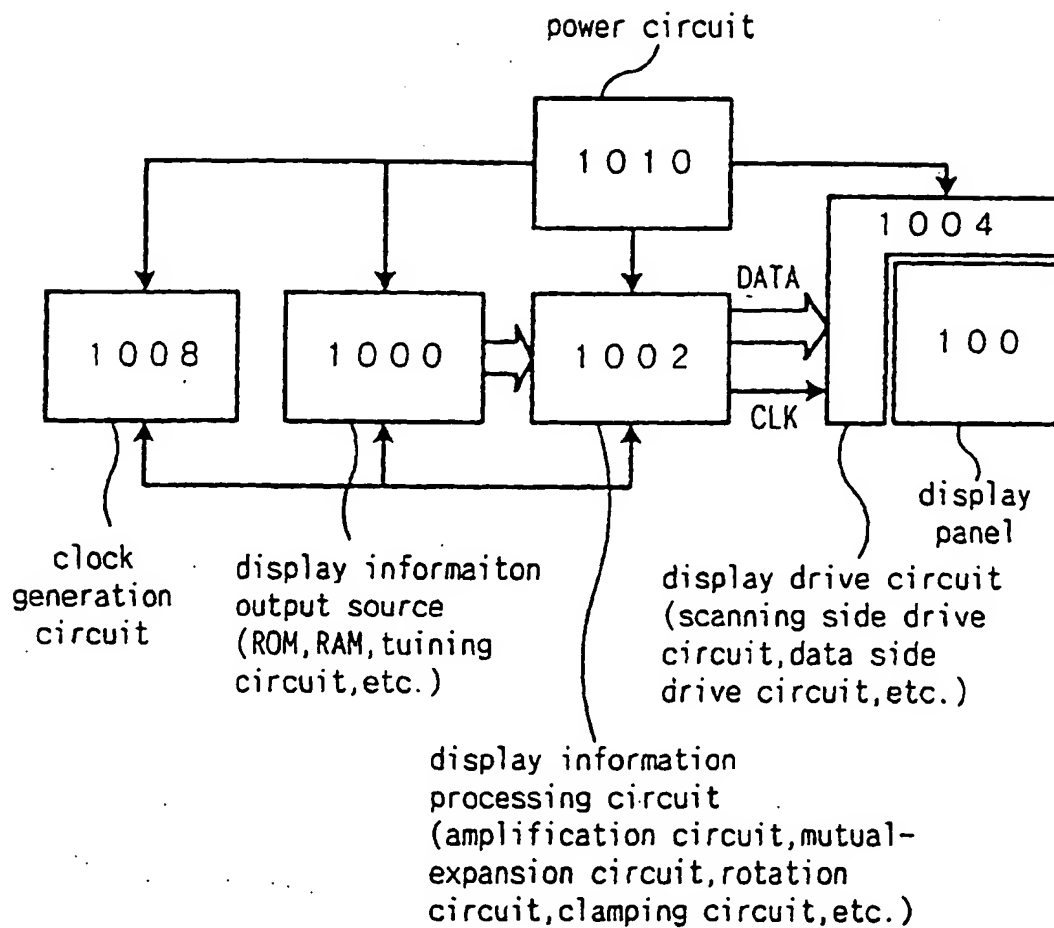 power circuit
1010
1004
DATA
1008
1000
1002
100
CLK
display
panel
clock
generation
circuit
display informaiton
output source
(ROM,RAM,tuining
circuit,etc.)
display drive circuit
(scanning side drive
circuit,data side
drive circuit,etc.)
display information
processing circuit
(amplification circuit,mutual-
expansion circuit,rotation
circuit,clamping circuit,etc.)